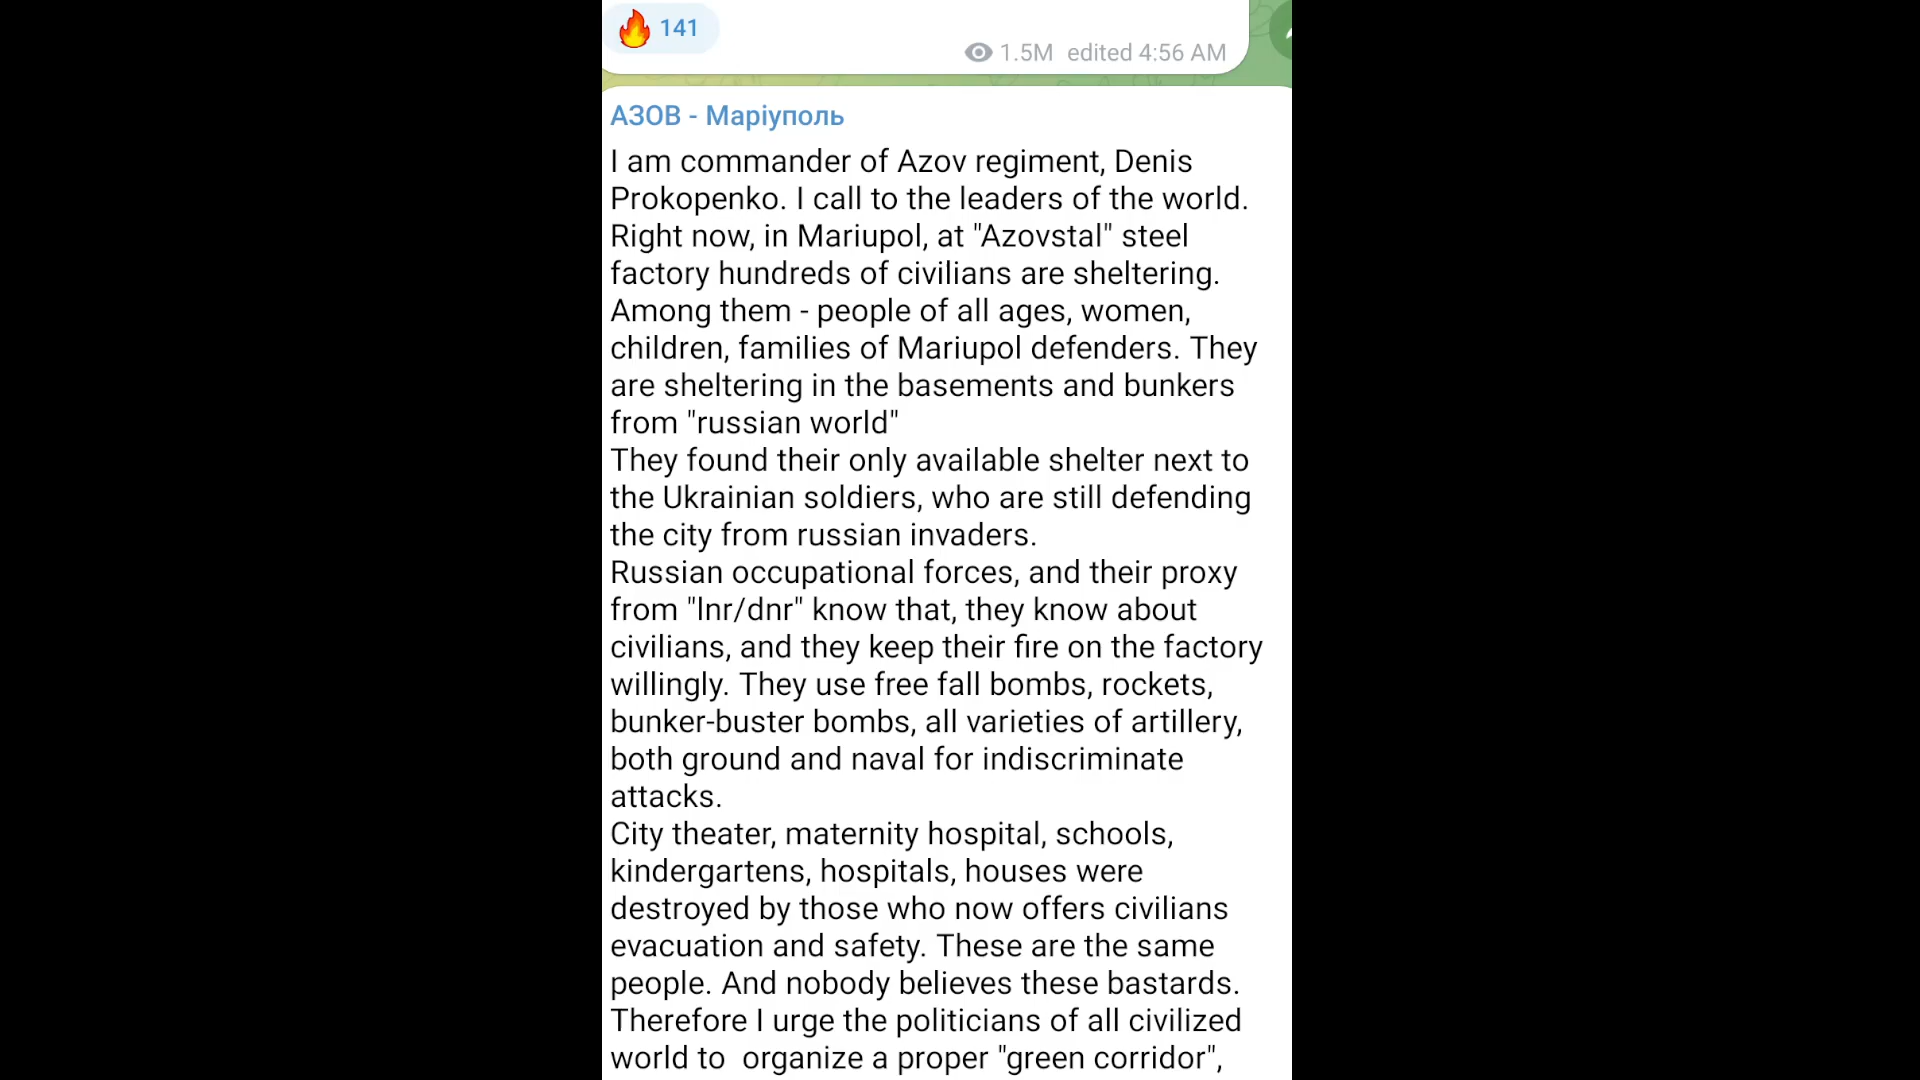 🔥 141
1.5M edited 4:56 AM
АЗОВ - Маріуполь
I am commander of Azov regiment, Denis
Prokopenko. I call to the leaders of the world.
Right now, in Mariupol, at "Azovstal" steel
factory hundreds of civilians are sheltering.
Among them - people of all ages, women,
children, families of Mariupol defenders. They
are sheltering in the basements and bunkers
from "russian world"
They found their only available shelter next to
the Ukrainian soldiers, who are still defending
the city from russian invaders.
Russian occupational forces, and their proxy
from "lnr/dnr" know that, they know about
civilians, and they keep their fire on the factory
willingly. They use free fall bombs, rockets,
bunker-buster bombs, all varieties of artillery,
both ground and naval for indiscriminate
attacks.
City theater, maternity hospital, schools,
kindergartens, hospitals, houses were
destroyed by those who now offers civilians
evacuation and safety. These are the same
people. And nobody believes these bastards.
Therefore I urge the politicians of all civilized
world to  organize a proper "green corridor",